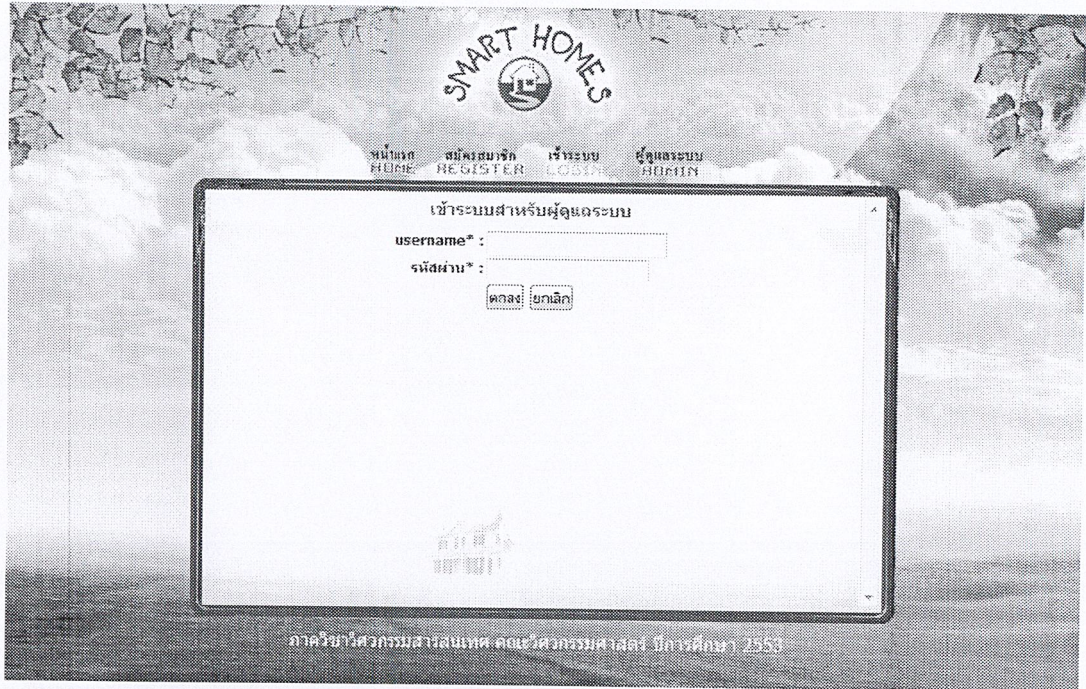 SMART HOMES
หน้าแรก สมัครสมาชิก เข้าระบบ ผู้ดูแลระบบ
HOME REGISTER LOGIN ADMIN
เข้าระบบสำหรับผู้ดูแลระบบ
username* :
รหัสผ่าน* :
ตกลง ยกเลิก
ภาควิชาวิศวกรรมสารสนเทศ คณะวิศวกรรมศาสตร์ ปีการศึกษา 2553